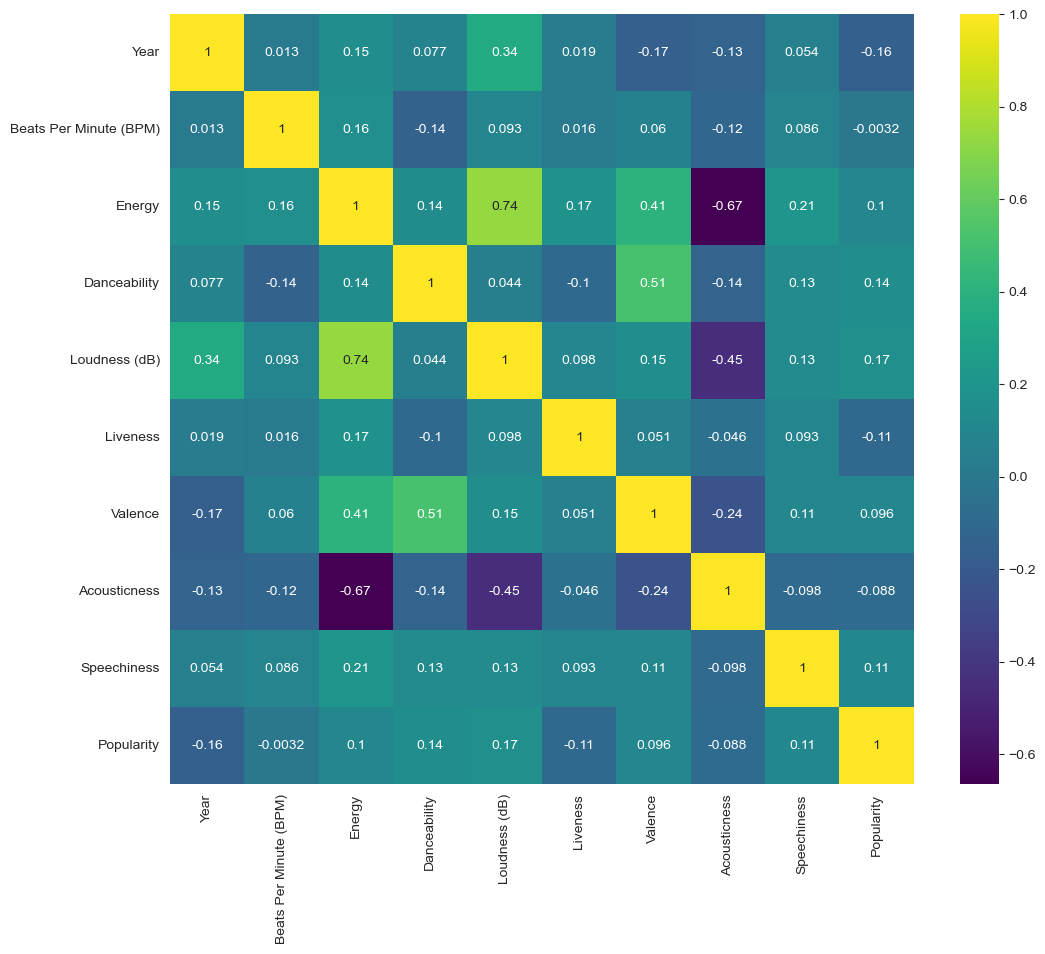 Year 1 0.013 0.15 0.077 0.34 0.019 -0.17 -0.13 0.054 -0.16
Beats Per Minute (BPM) 0.013 1 0.16 -0.14 0.093 0.016 0.06 -0.12 0.086 -0.0032
Energy 0.15 0.16 1 0.14 0.74 0.17 0.41 -0.67 0.21 0.1
Danceability 0.077 -0.14 0.14 1 0.044 -0.1 0.51 -0.14 0.13 0.14
Loudness (dB) 0.34 0.093 0.74 0.044 1 0.098 0.15 -0.45 0.13 0.17
Liveness 0.019 0.016 0.17 -0.1 0.098 1 0.051 -0.046 0.093 -0.11
Valence -0.17 0.06 0.41 0.51 0.15 0.051 1 -0.24 0.11 0.096
Acousticness -0.13 -0.12 -0.67 -0.14 -0.45 -0.046 -0.24 1 -0.098 -0.088
Speechiness 0.054 0.086 0.21 0.13 0.13 0.093 0.11 -0.098 1 0.11
Popularity -0.16 -0.0032 0.1 0.14 0.17 -0.11 0.096 -0.088 0.11 1
Year
Beats Per Minute (BPM)
Energy
Danceability
Loudness (dB)
Liveness
Valence
Acousticness
Speechiness
Popularity
1.0
0.8
0.6
0.4
0.2
0.0
−0.2
−0.4
−0.6